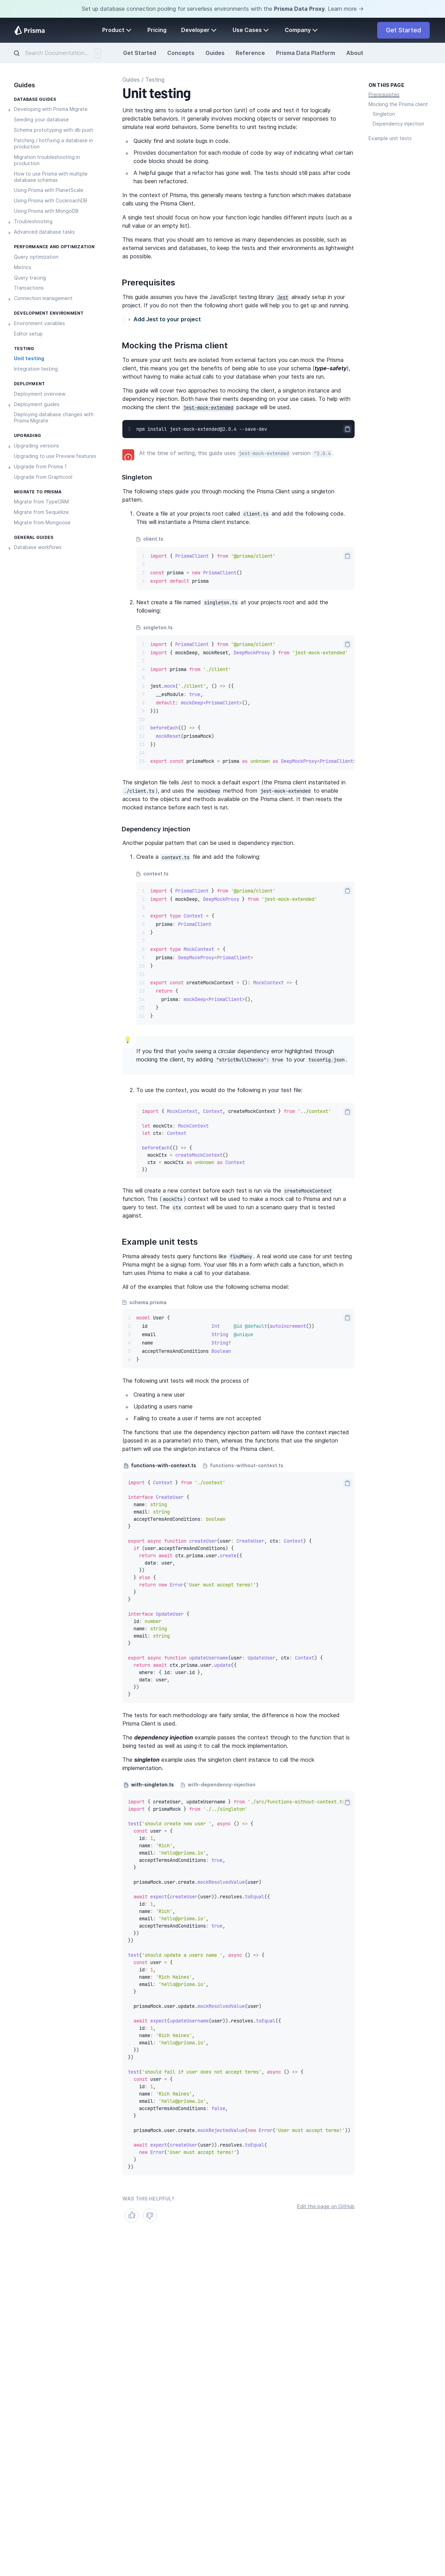 Set up database connection pooling for serverless environments with the Prisma Data Proxy. Learn more →
Prisma
Product
Pricing
Developer
Use Cases
Company
Get Started
Search Documentation...
Get Started
Concepts
Guides
Reference
Prisma Data Platform
About
Guides
DATABASE GUIDES
Developing with Prisma Migrate
Seeding your database
Schema prototyping with db push
Patching / hotfixing a database in
production
Migration troubleshooting in
production
How to use Prisma with multiple
database schemas
Using Prisma with PlanetScale
Using Prisma with CockroachDB
Using Prisma with MongoDB
Troubleshooting
Advanced database tasks
PERFORMANCE AND OPTIMIZATION
Query optimization
Metrics
Query tracing
Transactions
Connection management
DEVELOPMENT ENVIRONMENT
Environment variables
Editor setup
TESTING
Unit testing
Integration testing
DEPLOYMENT
Deployment overview
Deployment guides
Deploying database changes with
Prisma Migrate
UPGRADING
Upgrading versions
Upgrading to use Preview features
Upgrade from Prisma 1
Upgrade from Graphcool
MIGRATE TO PRISMA
Migrate from TypeORM
Migrate from Sequelize
Migrate from Mongoose
GENERAL GUIDES
Database workflows
Guides / Testing
Unit testing
Unit testing aims to isolate a small portion (unit) of code and test it for logically
predictable behaviors. It generally involves mocking objects or server responses to
simulate real world behaviors. Some benefits to unit testing include:
Quickly find and isolate bugs in code.
Provides documentation for each module of code by way of indicating what certain
code blocks should be doing.
A helpful gauge that a refactor has gone well. The tests should still pass after code
has been refactored.
In the context of Prisma, this generally means testing a function which makes database
calls using the Prisma Client.
A single test should focus on how your function logic handles different inputs (such as a
null value or an empty list).
This means that you should aim to remove as many dependencies as possible, such as
external services and databases, to keep the tests and their environments as lightweight
as possible.
Prerequisites
This guide assumes you have the JavaScript testing library Jest already setup in your
project. If you do not then the following short guide will help you to get up and running.
Add Jest to your project
Mocking the Prisma client
To ensure your unit tests are isolated from external factors you can mock the Prisma
client, this means you get the benefits of being able to use your schema (type-safety),
without having to make actual calls to your database when your tests are run.
This guide will cover two approaches to mocking the client, a singleton instance and
dependency injection. Both have their merits depending on your use cases. To help with
mocking the client the jest-mock-extended package will be used.
npm install jest-mock-extended@2.0.4 --save-dev
At the time of writing, this guide uses jest-mock-extended version ^2.0.4.
Singleton
The following steps guide you through mocking the Prisma Client using a singleton
pattern.
1. Create a file at your projects root called client.ts and add the following code.
This will instantiate a Prisma client instance.
client.ts
import { PrismaClient } from '@prisma/client'
const prisma = new PrismaClient()
export default prisma
2. Next create a file named singleton.ts at your projects root and add the
following:
singleton.ts
import { PrismaClient } from '@prisma/client'
import { mockDeep, mockReset, DeepMockProxy } from 'jest-mock-extended'
import prisma from './client'
jest.mock('./client', () => ({
__esModule: true,
default: mockDeep<PrismaClient>(),
}))
beforeEach(() => {
mockReset(prismaMock)
})
export const prismaMock = prisma as unknown as DeepMockProxy<PrismaClient>
The singleton file tells Jest to mock a default export (the Prisma client instantiated in
./client.ts), and uses the mockDeep method from jest-mock-extended to enable
access to the objects and methods available on the Prisma client. It then resets the
mocked instance before each test is run.
Dependency injection
Another popular pattern that can be used is dependency injection.
1. Create a context.ts file and add the following:
context.ts
import { PrismaClient } from '@prisma/client'
import { mockDeep, DeepMockProxy } from 'jest-mock-extended'
export type Context = {
prisma: PrismaClient
}
export type MockContext = {
prisma: DeepMockProxy<PrismaClient>
}
export const createMockContext = (): MockContext => {
return {
prisma: mockDeep<PrismaClient>(),
}
}
If you find that you're seeing a circular dependency error highlighted through
mocking the client, try adding "strictNullChecks": true to your tsconfig.json.
2. To use the context, you would do the following in your test file:
import { MockContext, Context, createMockContext } from '../context'
let mockCtx: MockContext
let ctx: Context
beforeEach(() => {
mockCtx = createMockContext()
ctx = mockCtx as unknown as Context
})
This will create a new context before each test is run via the createMockContext
function. This (mockCtx) context will be used to make a mock call to Prisma and run a
query to test. The ctx context will be used to run a scenario query that is tested
against.
Example unit tests
Prisma already tests query functions like findMany. A real world use case for unit testing
Prisma might be a signup form. Your user fills in a form which calls a function, which in
turn uses Prisma to make a call to your database.
All of the examples that follow use the following schema model:
schema.prisma
model User {
id Int @id @default(autoincrement())
email String @unique
name String?
acceptTermsAndConditions Boolean
}
The following unit tests will mock the process of
Creating a new user
Updating a users name
Failing to create a user if terms are not accepted
The functions that use the dependency injection pattern will have the context injected
(passed in as a parameter) into them, whereas the functions that use the singleton
pattern will use the singleton instance of the Prisma client.
functions-with-context.ts
functions-without-context.ts
import { Context } from './context'
interface CreateUser {
name: string
email: string
acceptTermsAndConditions: boolean
}
export async function createUser(user: CreateUser, ctx: Context) {
if (user.acceptTermsAndConditions) {
return await ctx.prisma.user.create({
data: user,
})
} else {
return new Error('User must accept terms!')
}
}
interface UpdateUser {
id: number
name: string
email: string
}
export async function updateUsername(user: UpdateUser, ctx: Context) {
return await ctx.prisma.user.update({
where: { id: user.id },
data: user,
})
}
The tests for each methodology are fairly similar, the difference is how the mocked
Prisma Client is used.
The dependency injection example passes the context through to the function that is
being tested as well as using it to call the mock implementation.
The singleton example uses the singleton client instance to call the mock
implementation.
with-singleton.ts
with-dependency-injection
import { createUser, updateUsername } from './src/functions-without-context.ts
import { prismaMock } from './../singleton'
test('should create new user ', async () => {
const user = {
id: 1,
name: 'Rich',
email: 'hello@prisma.io',
acceptTermsAndConditions: true,
}
prismaMock.user.create.mockResolvedValue(user)
await expect(createUser(user)).resolves.toEqual({
id: 1,
name: 'Rich',
email: 'hello@prisma.io',
acceptTermsAndConditions: true,
})
})
test('should update a users name ', async () => {
const user = {
id: 1,
name: 'Rich Haines',
email: 'hello@prisma.io',
}
prismaMock.user.update.mockResolvedValue(user)
await expect(updateUsername(user)).resolves.toEqual({
id: 1,
name: 'Rich Haines',
email: 'hello@prisma.io',
})
})
test('should fail if user does not accept terms', async () => {
const user = {
id: 1,
name: 'Rich Haines',
email: 'hello@prisma.io',
acceptTermsAndConditions: false,
}
prismaMock.user.create.mockRejectedValue(new Error('User must accept terms!'))
await expect(createUser(user)).resolves.toEqual(
new Error('User must accept terms!')
)
})
WAS THIS HELPFUL?
Edit this page on GitHub
ON THIS PAGE
Prerequisites
Mocking the Prisma client
Singleton
Dependency injection
Example unit tests